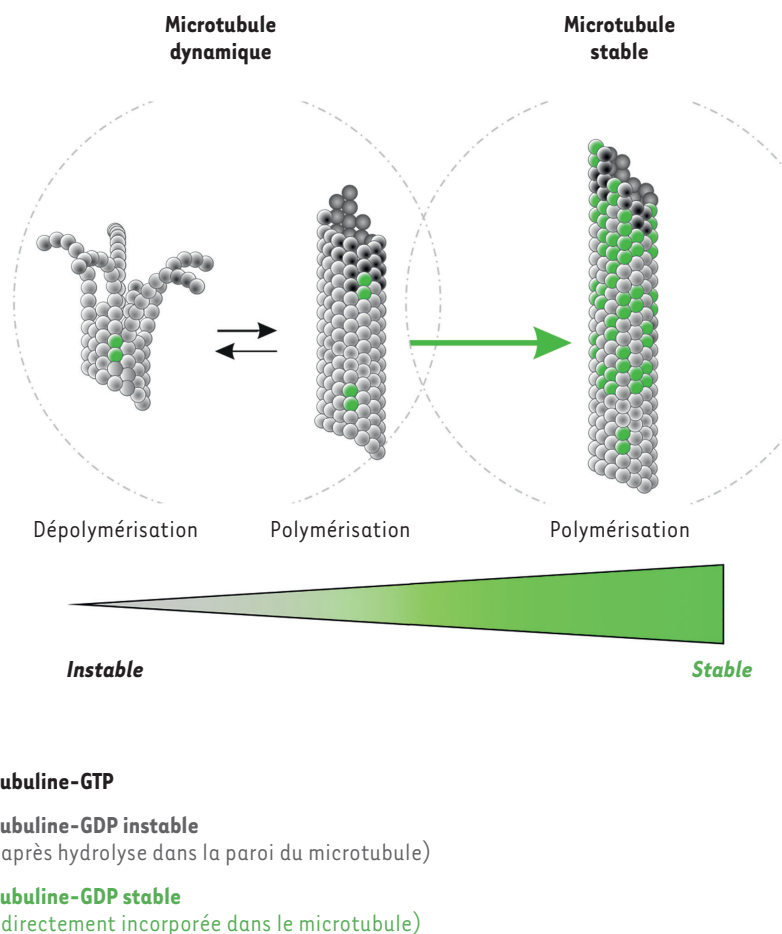 Microtubule
dynamique
Microtubule
stable
Dépolymérisation
Polymérisation
Polymérisation
Instable
Stable
ubuline-GTP
ubuline-GDP instable
après hydrolyse dans la paroi du microtubule)
ubuline-GDP stable
directement incorporée dans le microtubule)